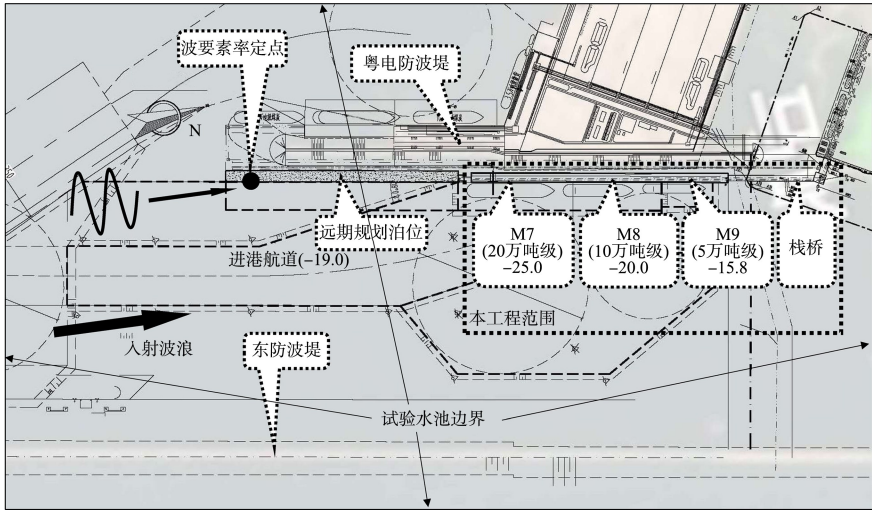 波要素率定点
粤电防波堤
N
远期规划泊位
进港航道(−19.0)
M7
(20万吨级)
−25.0
M8
(10万吨级)
−20.0
M9
(5万吨级)
−15.8
栈桥
本工程范围
入射波浪
东防波堤
试验水池边界